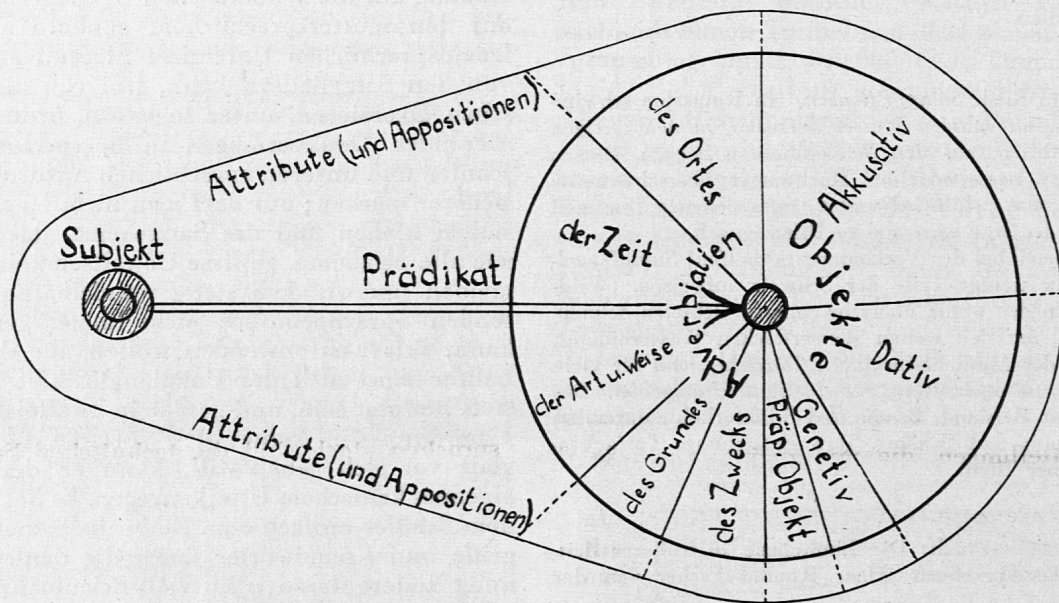 Attribute (und Appositionen)
Subjekt
Prädikat
Attribute (und Appositionen)
des Ortes
der Zeit
der Art u. Weise
des Grundes
des Zwecks
Adverbialien
Objekte
Akkusativ
Dativ
Genetiv
Präp. Objekt